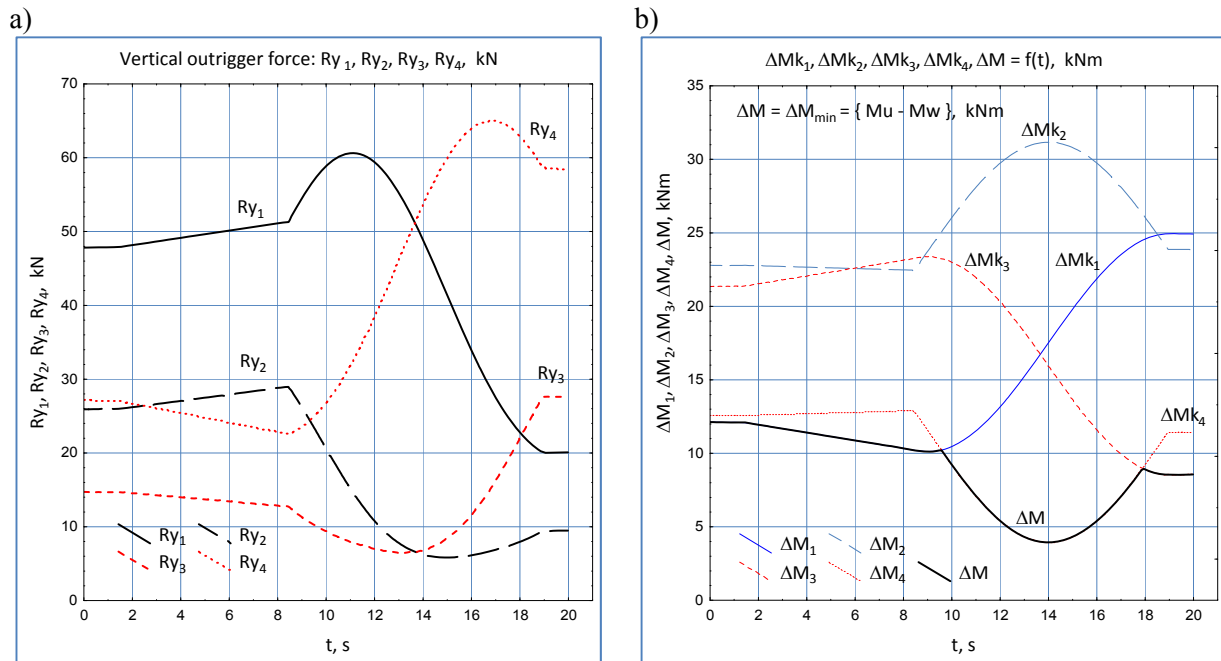 a)
Vertical outrigger force: Ry ₁, Ry₂, Ry₃, Ry₄, kN
Ry₁, Ry₂, Ry₃, Ry₄, kN
70
60
50
40
30
20
10
0
Ry₄
Ry₁
Ry₂
Ry₃
Ry₁
Ry₂
Ry₃
Ry₄
0 2 4 6 8 10 12 14 16 18 20
t, s
b)
ΔMk₁, ΔMk₂, ΔMk₃, ΔMk₄, ΔM = f(t), kNm
ΔM = ΔMmin = { Mu - Mw }, kNm
ΔM₁, ΔM₂, ΔM₃, ΔM₄, ΔM, kNm
35
30
25
20
15
10
5
0
ΔMk₂
ΔMk₃
ΔMk₁
ΔMk₄
ΔM
ΔM₁
ΔM₂
ΔM₃
ΔM₄
ΔM
0 2 4 6 8 10 12 14 16 18 20
t, s